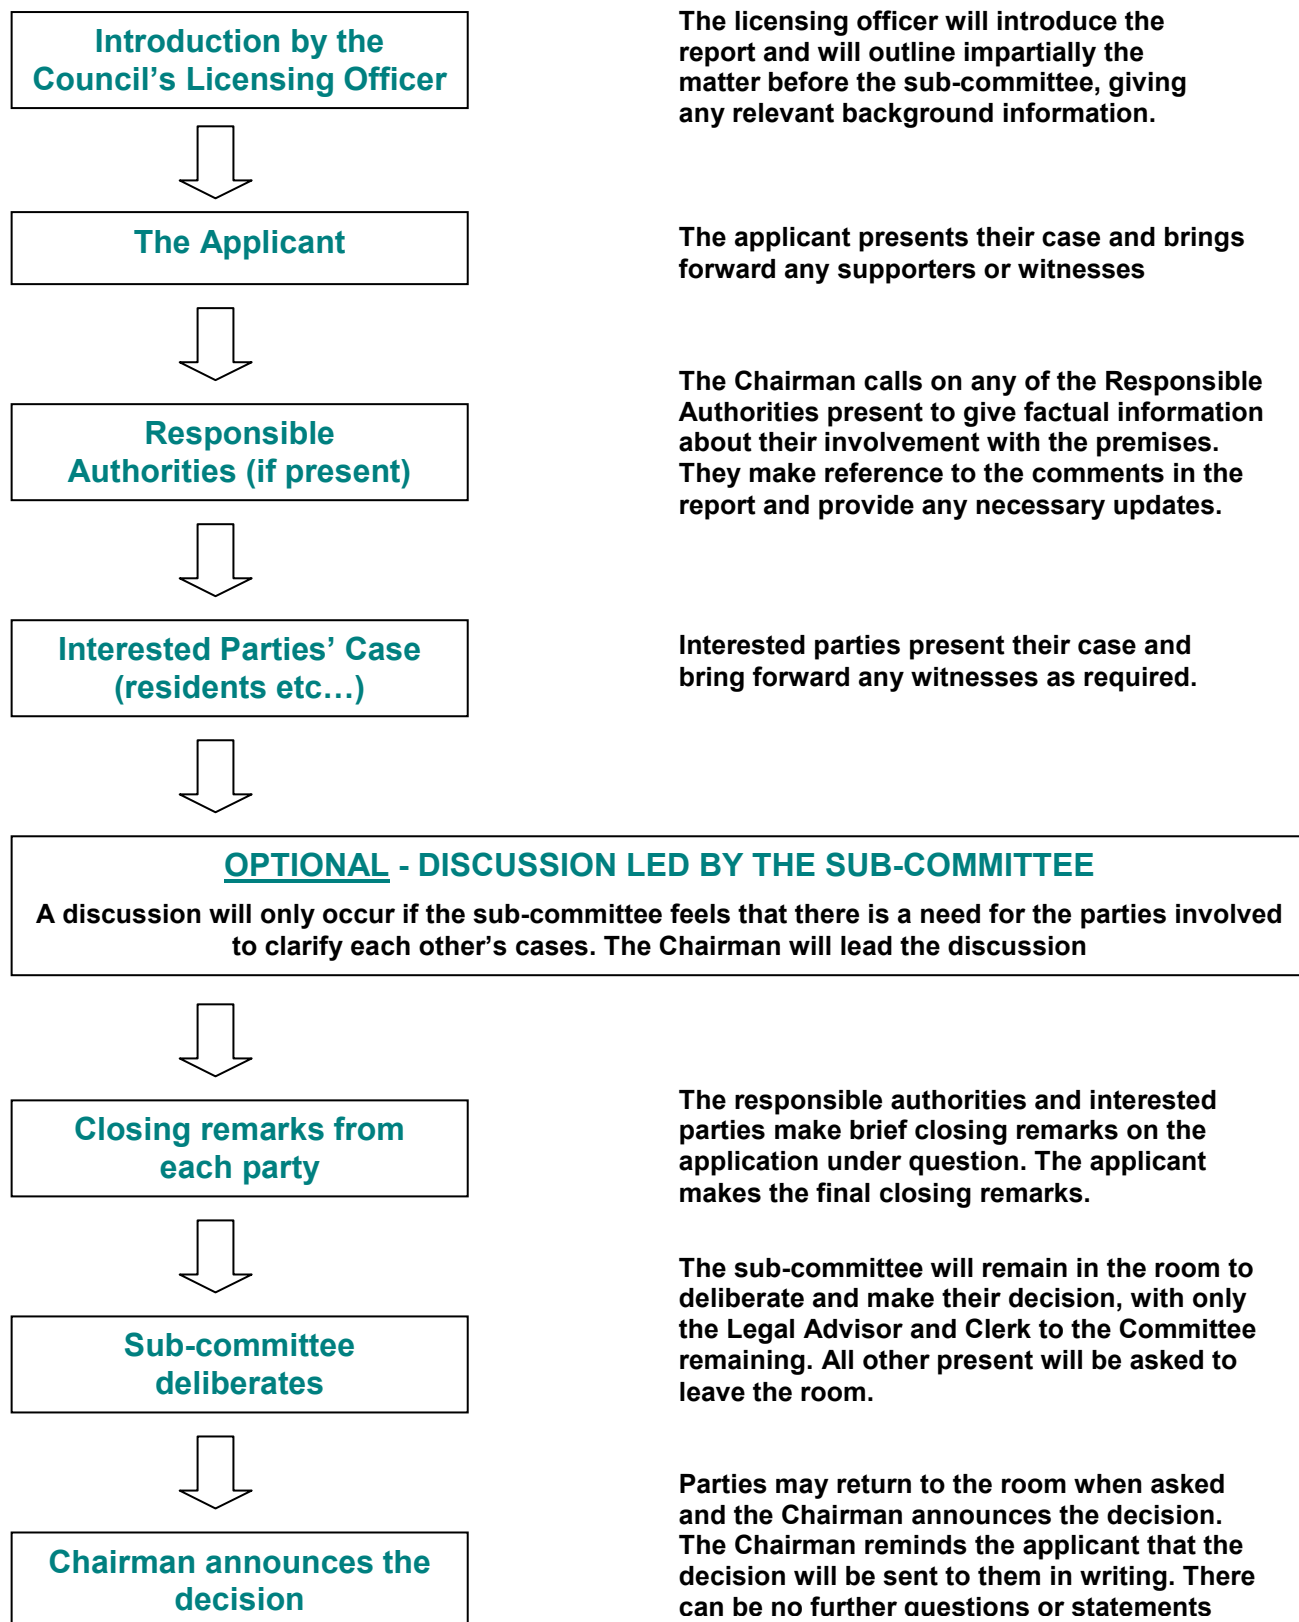 Introduction by the
Council’s Licensing Officer
The licensing officer will introduce the
report and will outline impartially the
matter before the sub-committee, giving
any relevant background information.
The Applicant
The applicant presents their case and brings
forward any supporters or witnesses
Responsible
Authorities (if present)
The Chairman calls on any of the Responsible
Authorities present to give factual information
about their involvement with the premises.
They make reference to the comments in the
report and provide any necessary updates.
Interested Parties’ Case
(residents etc…)
Interested parties present their case and
bring forward any witnesses as required.
OPTIONAL - DISCUSSION LED BY THE SUB-COMMITTEE
A discussion will only occur if the sub-committee feels that there is a need for the parties involved
to clarify each other’s cases. The Chairman will lead the discussion
Closing remarks from
each party
The responsible authorities and interested
parties make brief closing remarks on the
application under question. The applicant
makes the final closing remarks.
Sub-committee
deliberates
The sub-committee will remain in the room to
deliberate and make their decision, with only
the Legal Advisor and Clerk to the Committee
remaining. All other present will be asked to
leave the room.
Chairman announces the
decision
Parties may return to the room when asked
and the Chairman announces the decision.
The Chairman reminds the applicant that the
decision will be sent to them in writing. There
can be no further questions or statements